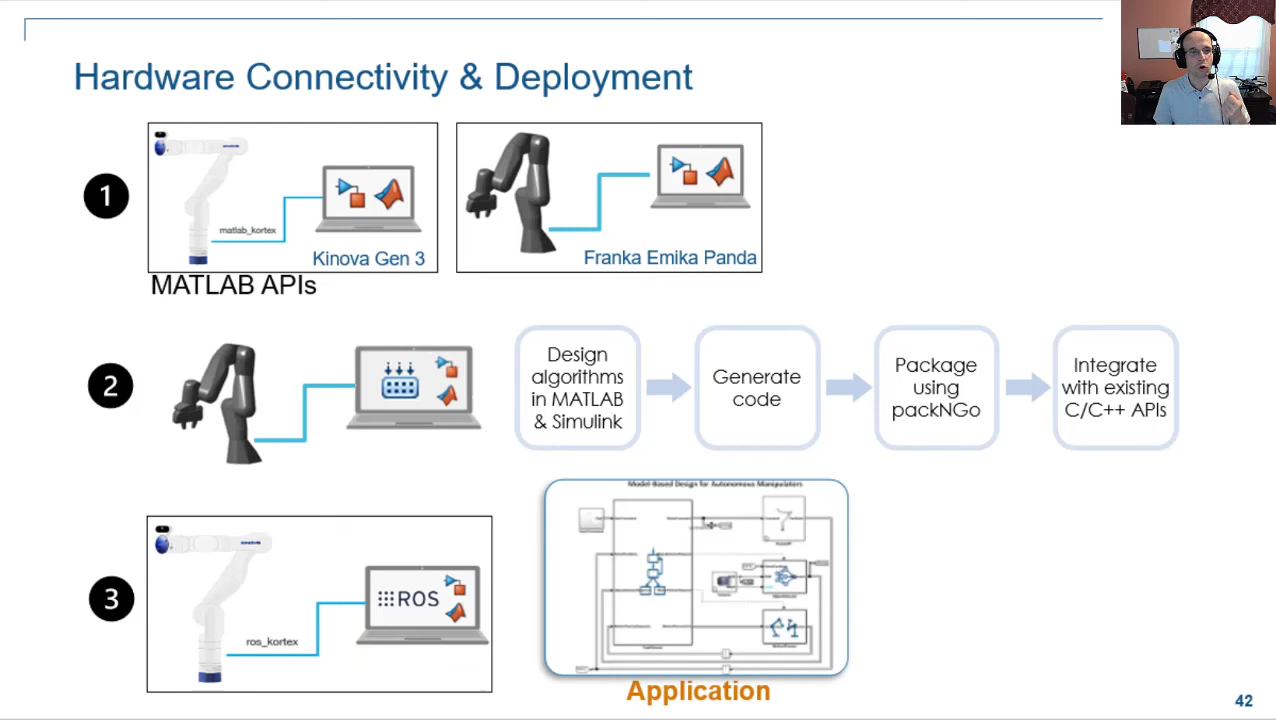 Hardware Connectivity & Deployment
1
matlab_kortex
Kinova Gen 3
Franka Emika Panda
MATLAB APIs
2
Design
algorithms
in MATLAB
& Simulink
Generate
code
Package
using
packNGo
Integrate
with existing
C/C++ APIs
3
ROS
ros_kortex
Model-Based Design for Autonomous Manipulators
Application
42